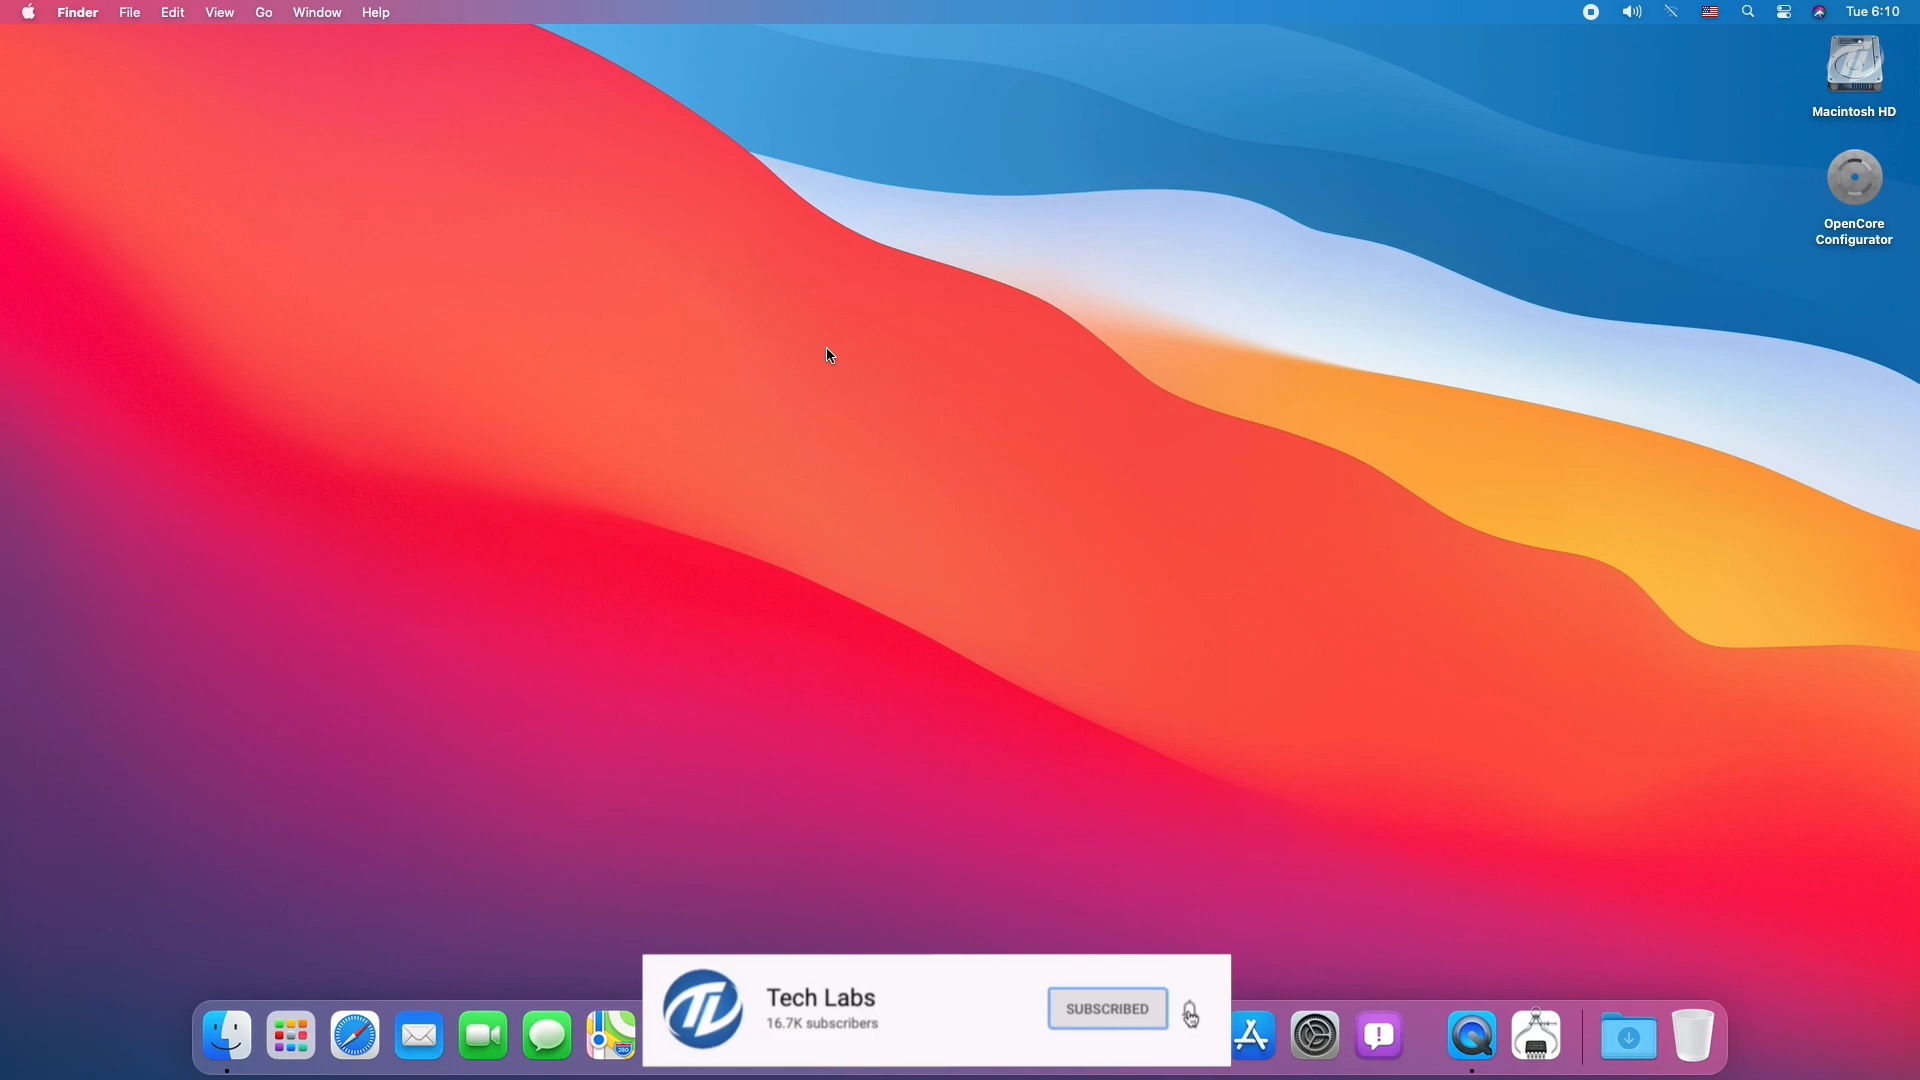 Finder File Edit View Go Window Help Tue 6:10
Macintosh HD
OpenCore
Configurator
Tech Labs
16.7K subscribers
SUBSCRIBED
280